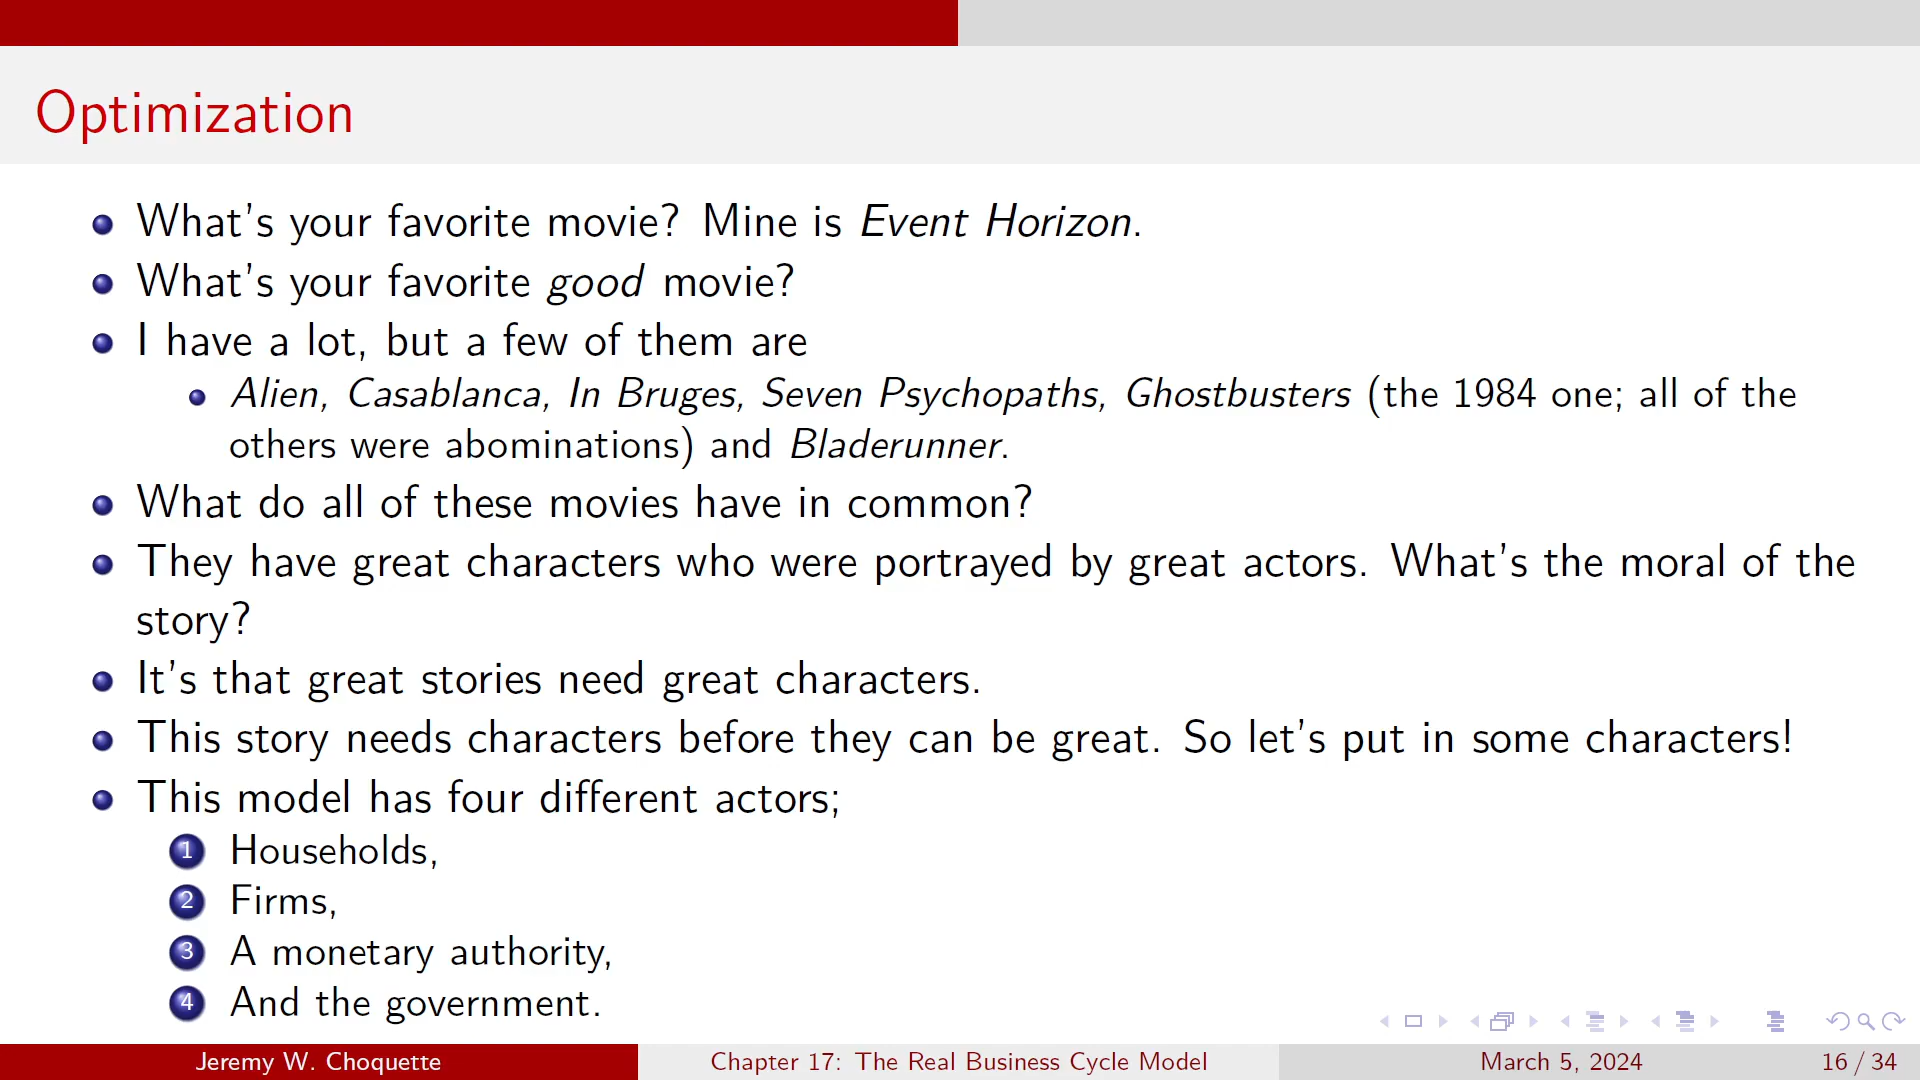 Optimization
What's your favorite movie? Mine is Event Horizon.
What's your favorite good movie?
I have a lot, but a few of them are
Alien, Casablanca, In Bruges, Seven Psychopaths, Ghostbusters (the 1984 one; all of the
others were abominations) and Bladerunner.
What do all of these movies have in common?
They have great characters who were portrayed by great actors. What's the moral of the
story?
It's that great stories need great characters.
This story needs characters before they can be great. So let's put in some characters!
This model has four different actors;
1 Households,
2 Firms,
3 A monetary authority,
4 And the government.
Jeremy W. Choquette Chapter 17: The Real Business Cycle Model March 5, 2024 16 / 34